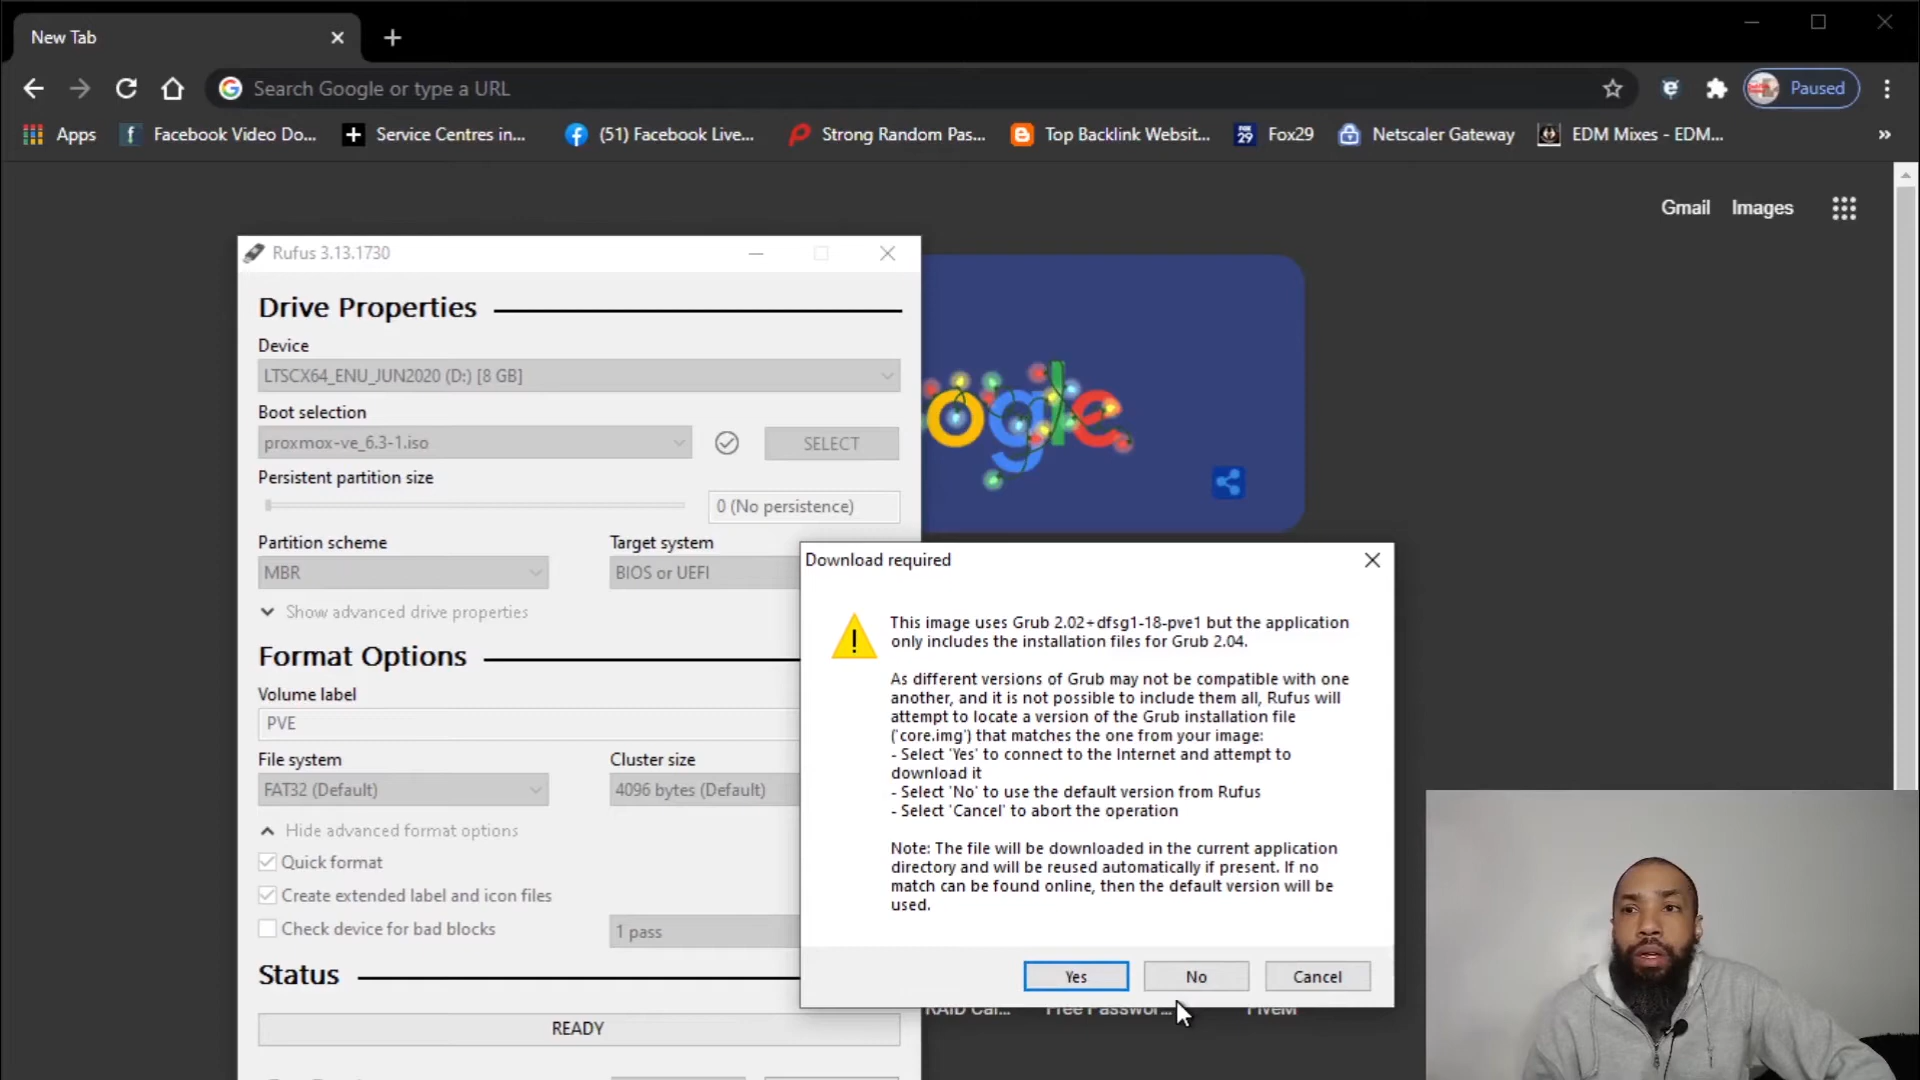 New Tab
Search Google or type a URL
Paused
Apps
Facebook Video Do...
Service Centres in...
(51) Facebook Live...
Strong Random Pas...
Top Backlink Websit...
Fox29
Netscaler Gateway
EDM Mixes - EDM...
Gmail
Images
Rufus 3.13.1730
Drive Properties
Device
LTSCX64_ENU_JUN2020 (D:) [8 GB]
Boot selection
proxmox-ve_6.3-1.iso
SELECT
Persistent partition size
0 (No persistence)
Partition scheme
Target system
MBR
BIOS or UEFI
Show advanced drive properties
Format Options
Volume label
PVE
File system
Cluster size
FAT32 (Default)
4096 bytes (Default)
Hide advanced format options
Quick format
Create extended label and icon files
Check device for bad blocks
1 pass
Status
READY
ogle
Download required
This image uses Grub 2.02+dfsg1-18-pve1 but the application
only includes the installation files for Grub 2.04.
As different versions of Grub may not be compatible with one
another, and it is not possible to include them all, Rufus will
attempt to locate a version of the Grub installation file
('core.img') that matches the one from your image:
- Select 'Yes' to connect to the Internet and attempt to
download it
- Select 'No' to use the default version from Rufus
- Select 'Cancel' to abort the operation
Note: The file will be downloaded in the current application
directory and will be reused automatically if present. If no
match can be found online, then the default version will be
used.
Yes
No
Cancel
RAID Cal...
Free Passwor...
FiveM